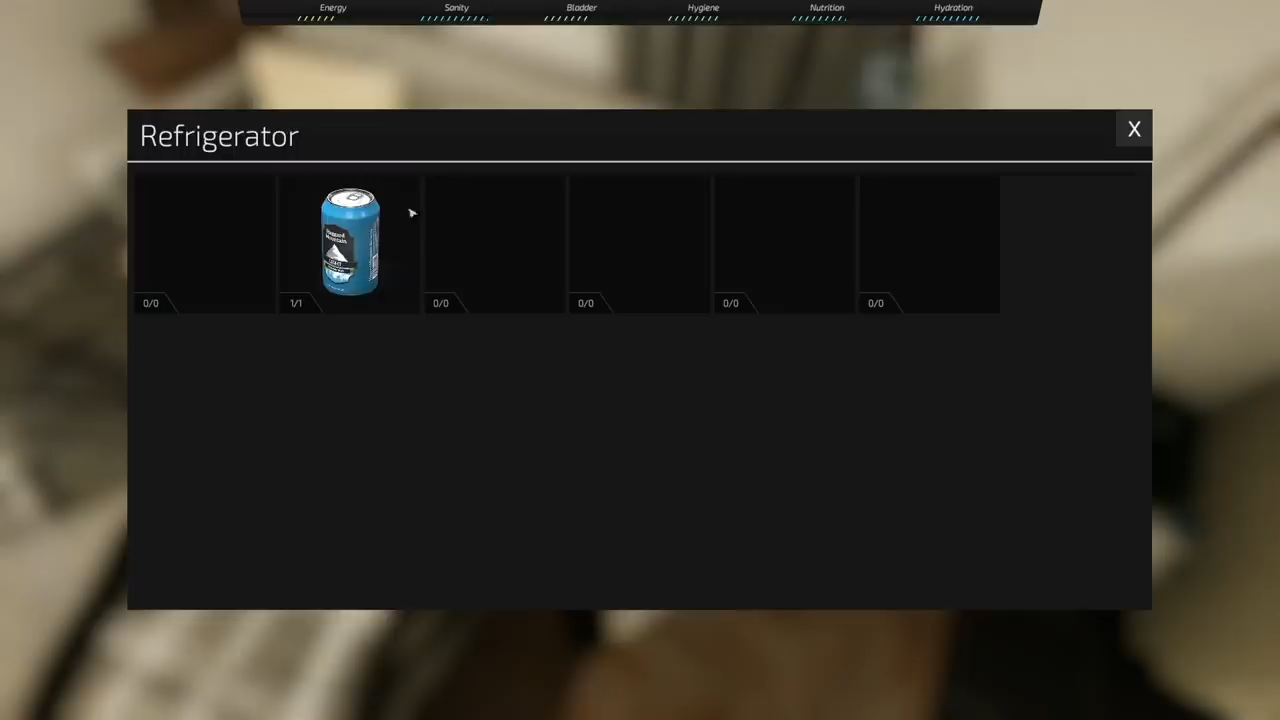 Energy
Sanity
Bladder
Hygiene
Nutrition
Hydration
Refrigerator
X
0/0
1/1
0/0
0/0
0/0
0/0